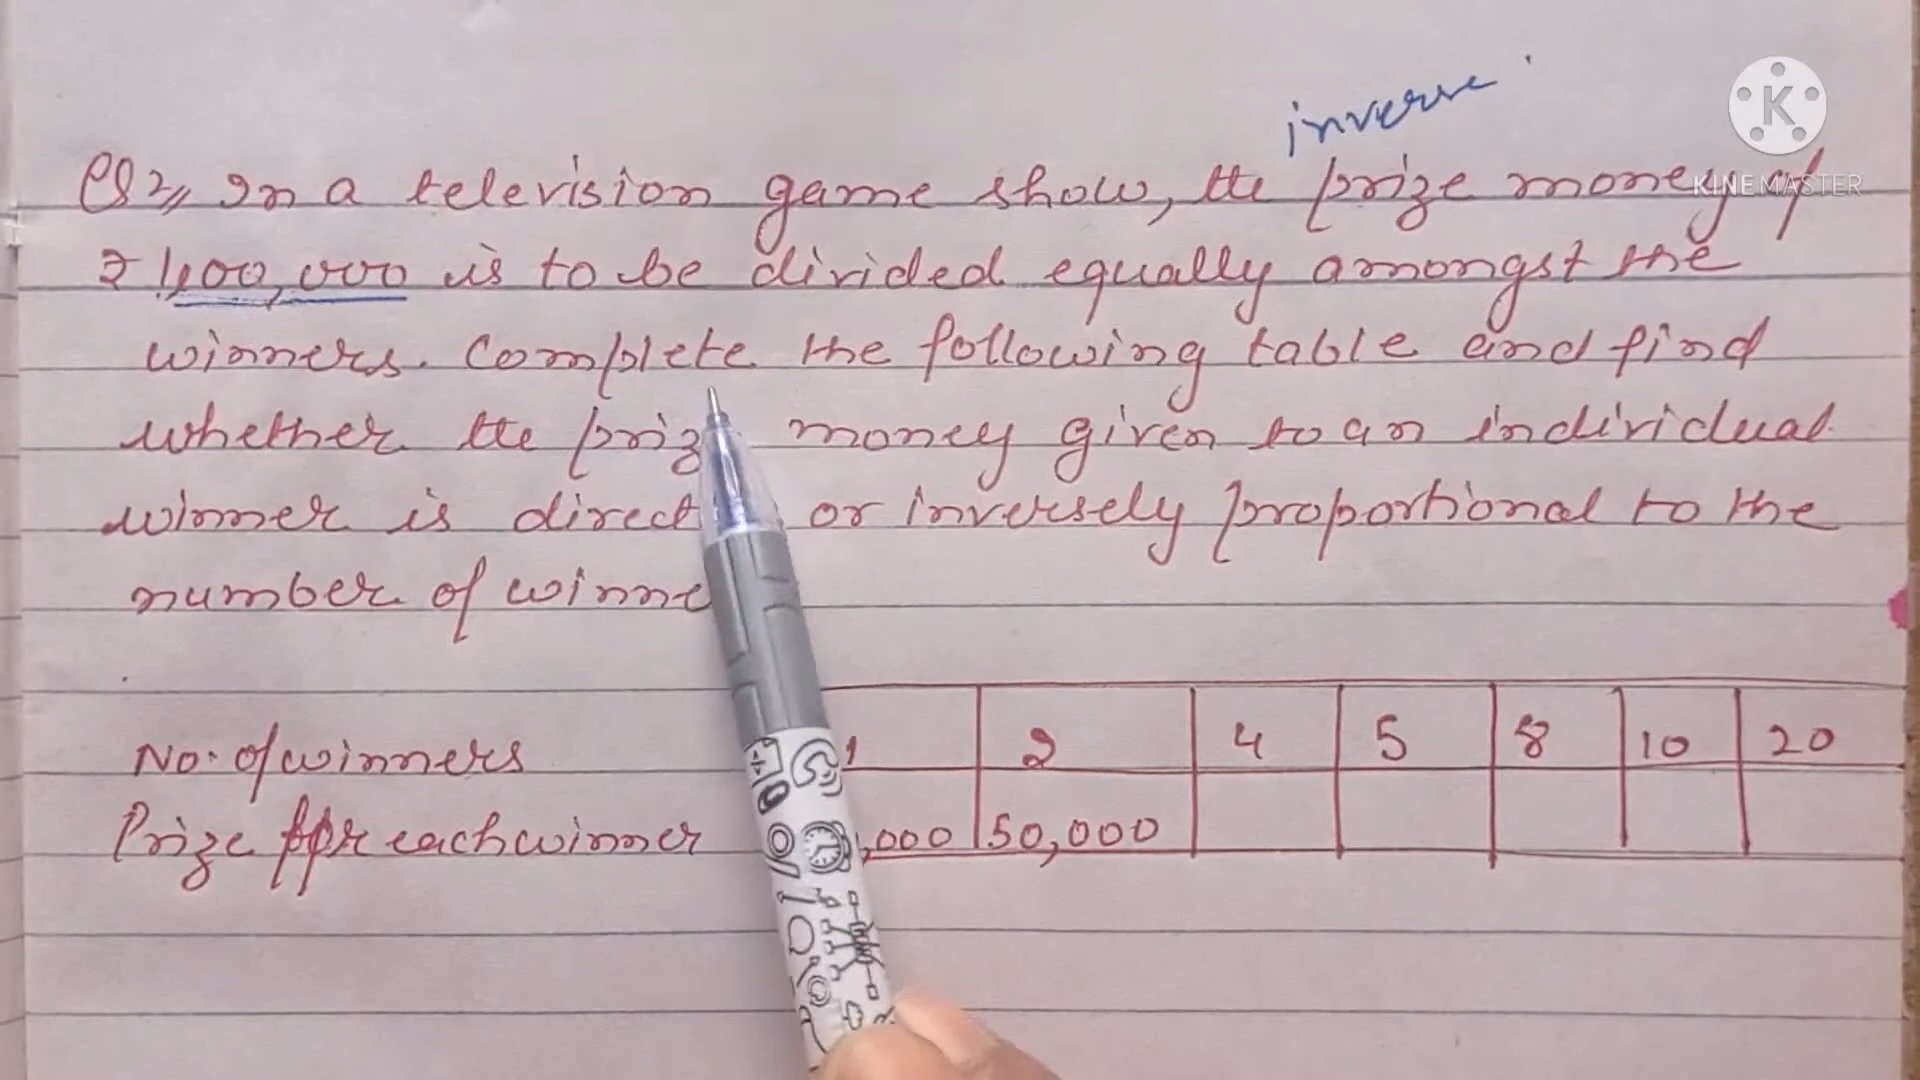 inverse
Q2, In a television game show, the prize money of
KINEMASTER
₹ 1,00,000 is to be divided equally amongst the
winners. Complete the following table and find
whether the priz money given to an individual
winner is direct or inversely proportional to the
number of winne
No. of winners 1 2 4 5 8 10 20
Prize for each winner ,000 50,000